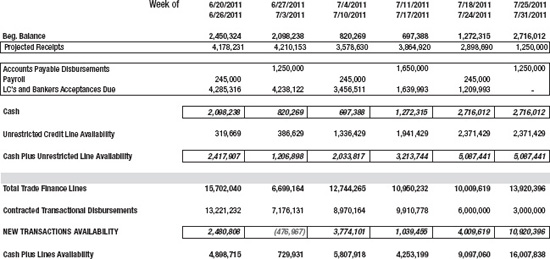 Week of 6/20/2011 6/27/2011 7/4/2011 7/11/2011 7/18/2011 7/25/2011
6/26/2011 7/3/2011 7/10/2011 7/17/2011 7/24/2011 7/31/2011
Beg. Balance 2,450,324 2,098,238 820,269 697,388 1,272,315 2,716,012
Projected Receipts 4,178,231 4,210,153 3,578,630 3,864,920 2,898,690 1,250,000
Accounts Payable Disbursements 1,250,000 1,650,000 1,250,000
Payroll 245,000 245,000 245,000
LC's and Bankers Acceptances Due 4,285,316 4,238,122 3,456,511 1,639,993 1,209,993 -
Cash 2,098,238 820,269 697,388 1,272,315 2,716,012 2,716,012
Unrestricted Credit Line Availability 319,669 386,629 1,336,429 1,941,429 2,371,429 2,371,429
Cash Plus Unrestricted Line Availability 2,417,907 1,206,898 2,033,817 3,213,744 5,087,441 5,087,441
Total Trade Finance Lines 15,702,040 6,699,164 12,744,265 10,950,232 10,009,619 13,920,396
Contracted Transactional Disbursements 13,221,232 7,176,131 8,970,164 9,910,778 6,000,000 3,000,000
NEW TRANSACTIONS AVAILABILITY 2,480,808 (476,967) 3,774,101 1,039,455 4,009,619 10,920,396
Cash Plus Lines Availability 4,898,715 729,931 5,807,918 4,253,199 9,097,060 16,007,838